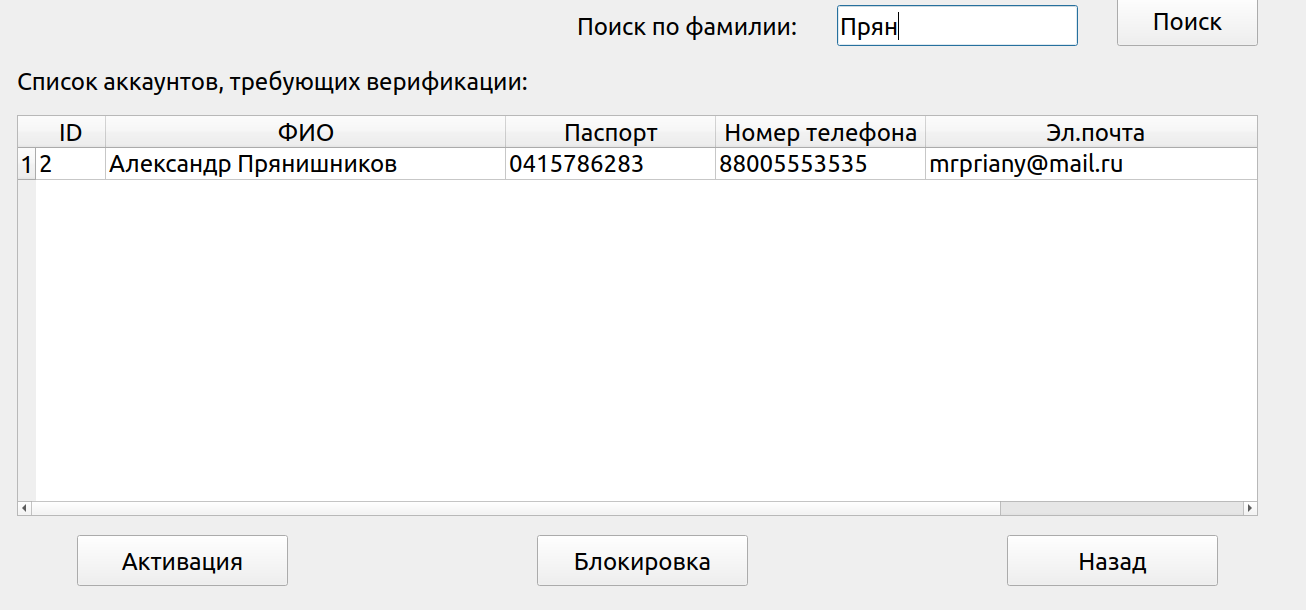 Поиск по фамилии: Прян Поиск
Список аккаунтов, требующих верификации:
ID ФИО Паспорт Номер телефона Эл.почта
1 2 Александр Прянишников 0415786283 88005553535 mrpriany@mail.ru
Активация Блокировка Назад